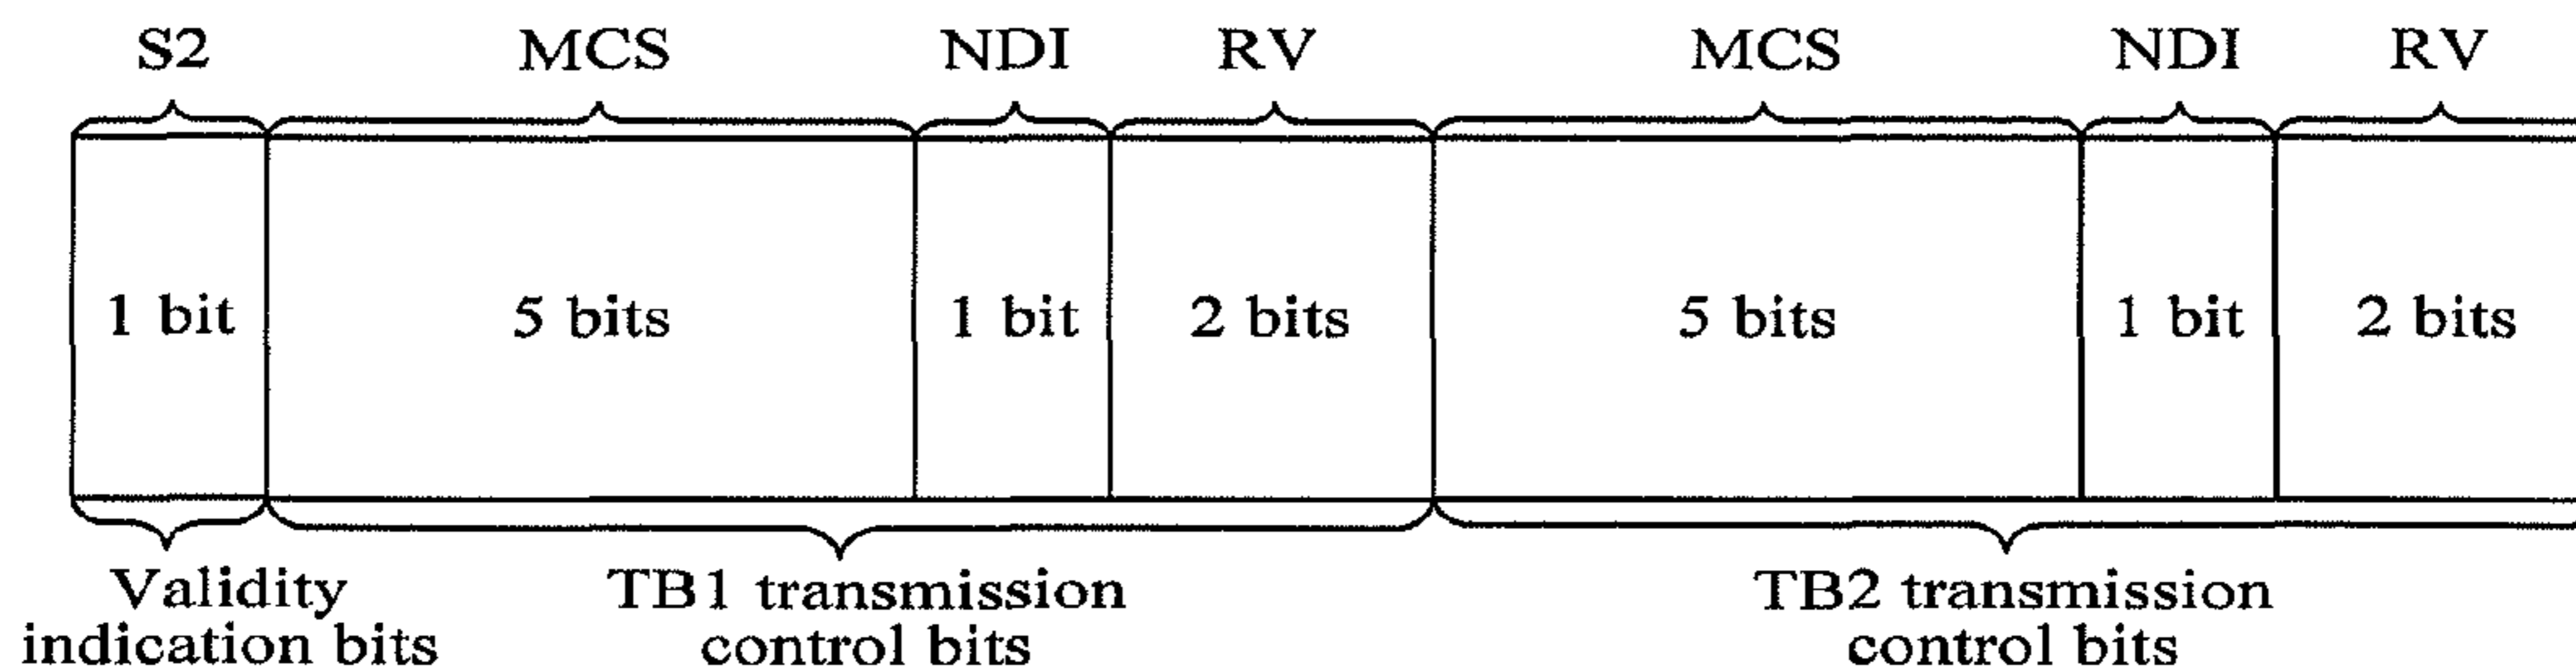 S2 MCS NDI RV MCS NDI RV
1 bit 5 bits 1 bit 2 bits 5 bits 1 bit 2 bits
Validity
indication bits
TB1 transmission
control bits
TB2 transmission
control bits